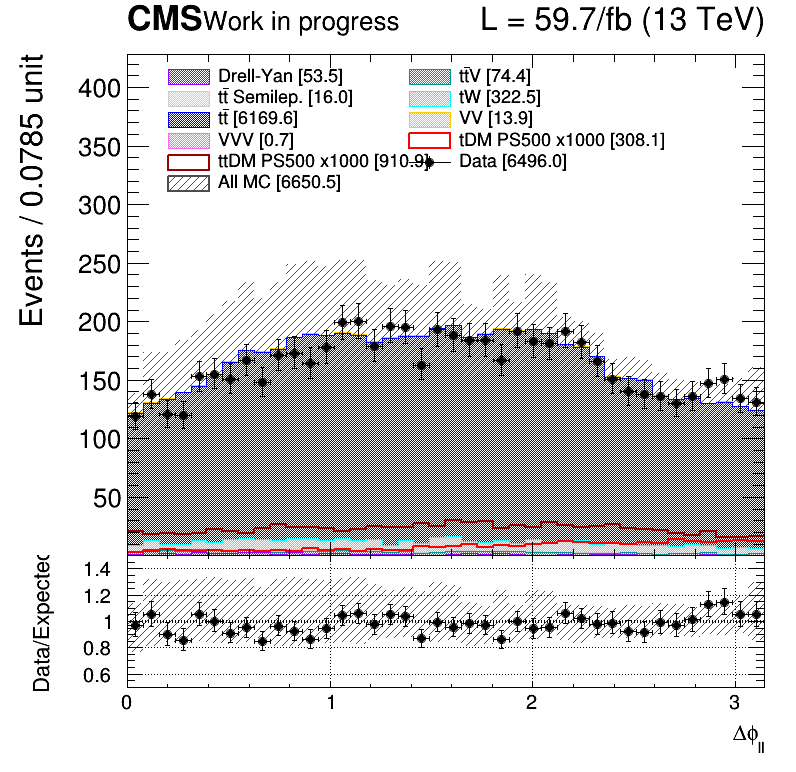 CMS Work in progress L = 59.7/fb (13 TeV)
Events / 0.0785 unit
400
350
300
250
200
150
100
50
Drell-Yan [53.5]
tt̄V [74.4]
tt̄ Semilep. [16.0]
tW [322.5]
tt̄ [6169.6]
VV [13.9]
VVV [0.7]
tDM PS500 x1000 [308.1]
ttDM PS500 x1000 [910.9]
Data [6496.0]
All MC [6650.5]
Data/Expected
1.4
1.2
1
0.8
0.6
0 1 2 3
Δϕ_ll